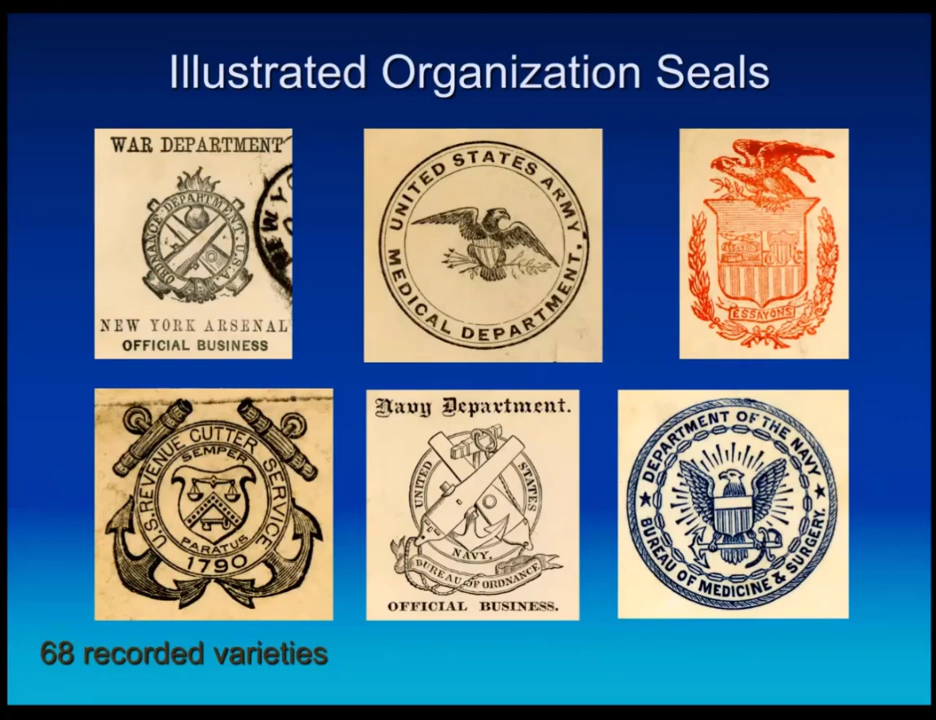 Illustrated Organization Seals
WAR DEPARTMENT
ORDNANCE DEPARTMENT, U.S.A.
NEW YORK ARSENAL
OFFICIAL BUSINESS
UNITED STATES ARMY,
MEDICAL DEPARTMENT,
ESSAYONS
U.S. REVENUE CUTTER SERVICE
SEMPER
PARATUS
1790
Navy Department.
UNITED STATES
NAVY,
BUREAU OF ORDNANCE
OFFICIAL BUSINESS.
DEPARTMENT OF THE NAVY
BUREAU OF MEDICINE & SURGERY.
68 recorded varieties